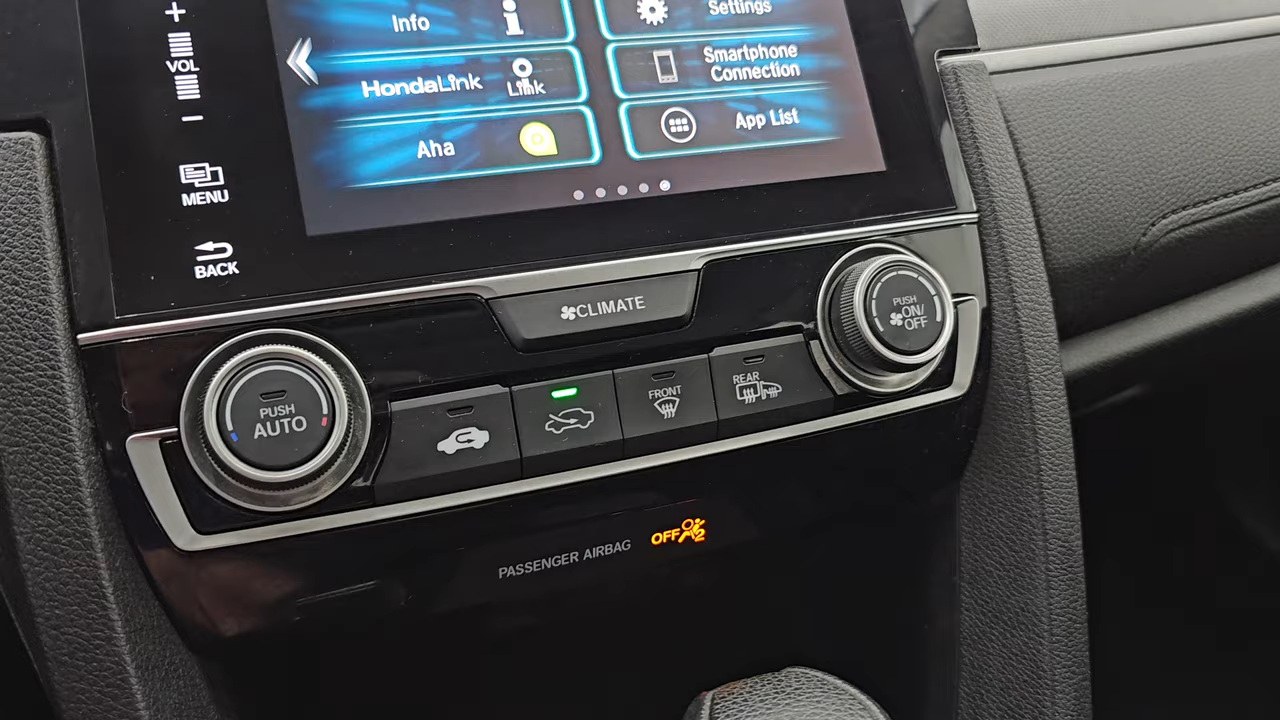 +
VOL
−
MENU
BACK
Info
Settings
HondaLink
Link
Smartphone
Connection
Aha
App List
CLIMATE
PUSH
AUTO
FRONT
REAR
PUSH
ON/
OFF
PASSENGER AIRBAG
OFF 2